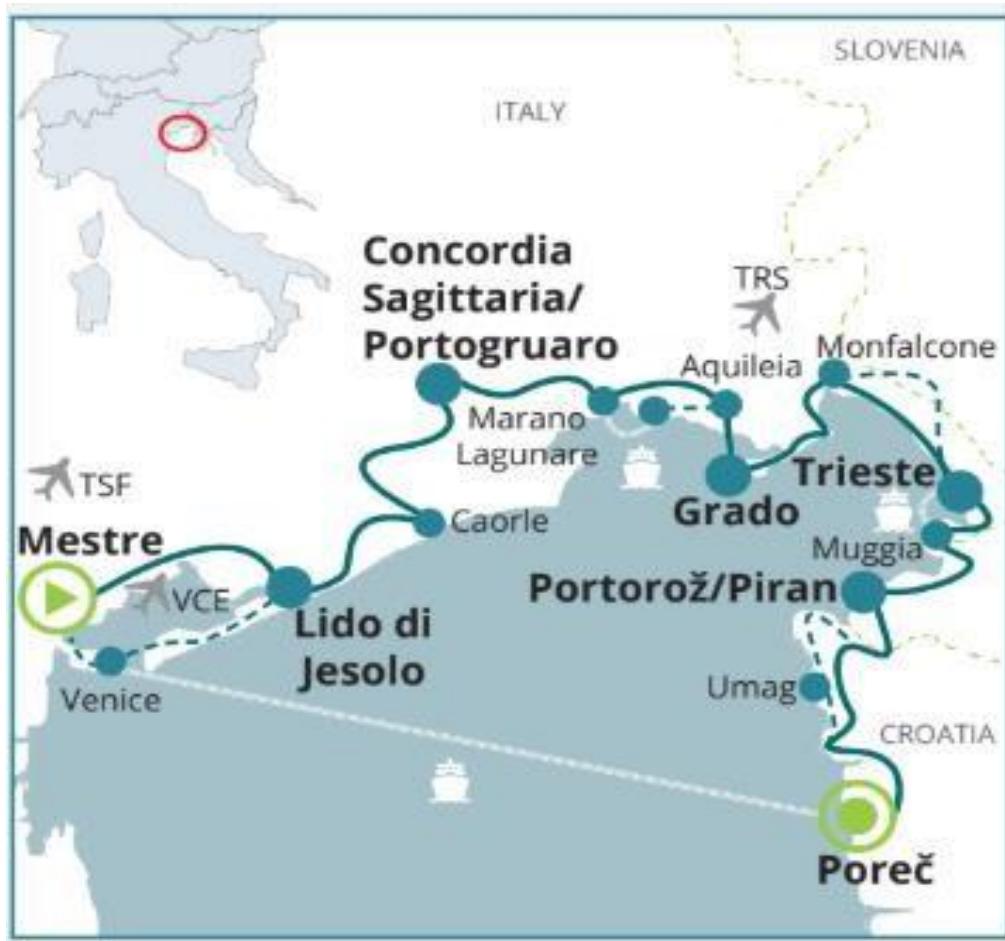 SLOVENIA
ITALY
Concordia
Sagittaria/
Portogruaro
TRS
Monfalcone
Aquileia
Marano
Lagunare
TSF
Trieste
Grado
Caorle
Mestre
Muggia
VCE
Portorož/Piran
Lido di
Jesolo
Venice
Umag
CROATIA
Poreč